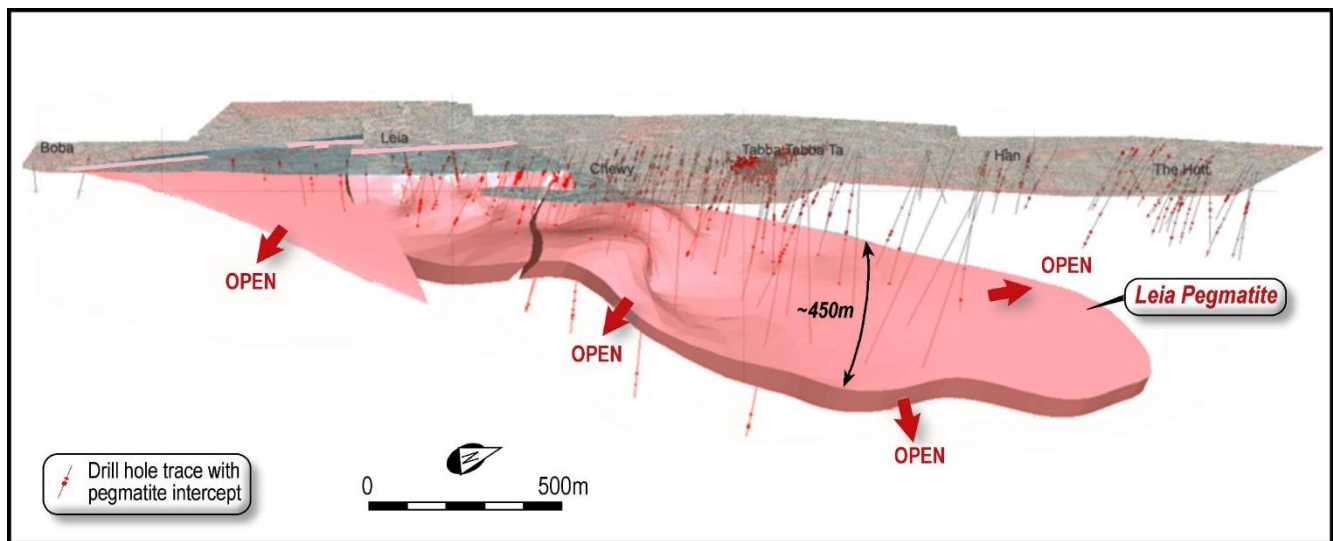 Boba
Leia
Chewy
Tabba Tabba Ta
Han
The Hutt
OPEN
OPEN
~450m
OPEN
Leia Pegmatite
OPEN
Drill hole trace with
pegmatite intercept
N
0 500m